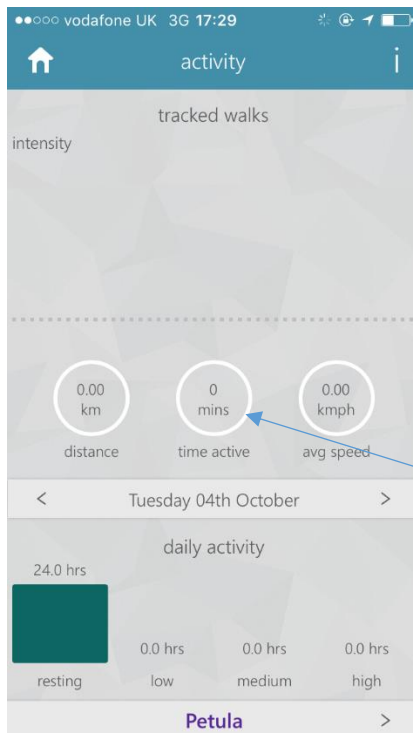 vodafone UK 3G 17:29
activity i
tracked walks
intensity
0.00 0 0.00
km mins kmph
distance time active avg speed
< Tuesday 04th October >
daily activity
24.0 hrs
0.0 hrs 0.0 hrs 0.0 hrs
resting low medium high
Petula >